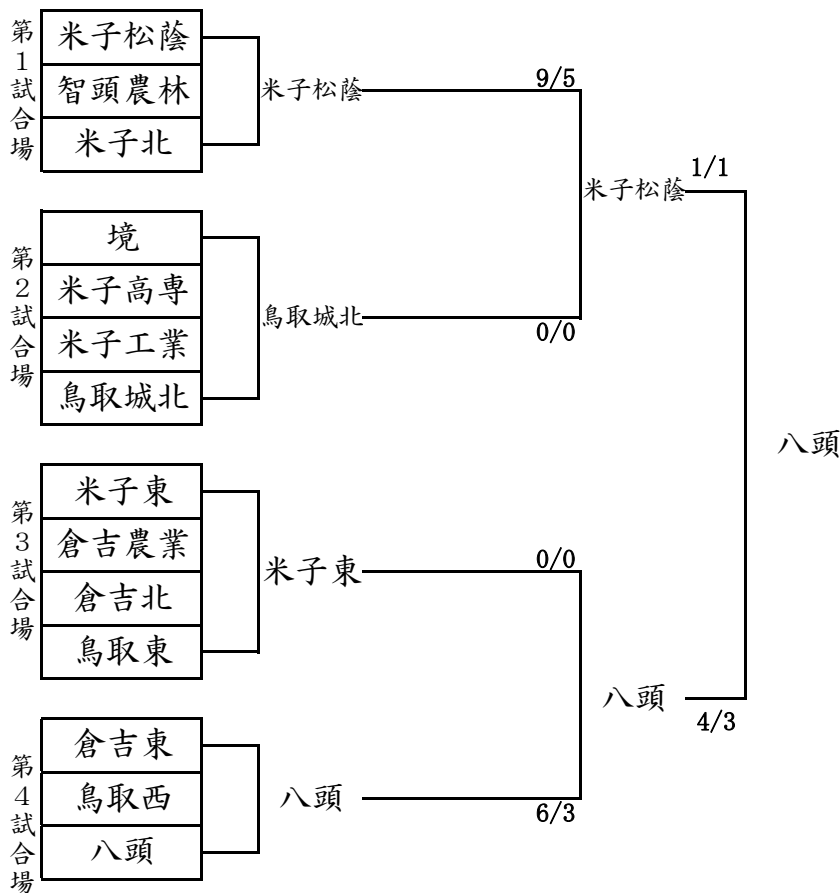 第1試合場
米子松蔭
智頭農林
米子北
米子松蔭
9/5
第2試合場
境
米子高専
米子工業
鳥取城北
鳥取城北
0/0
米子松蔭
1/1
第3試合場
米子東
倉吉農業
倉吉北
鳥取東
米子東
0/0
第4試合場
倉吉東
鳥取西
八頭
八頭
6/3
八頭
4/3
八頭